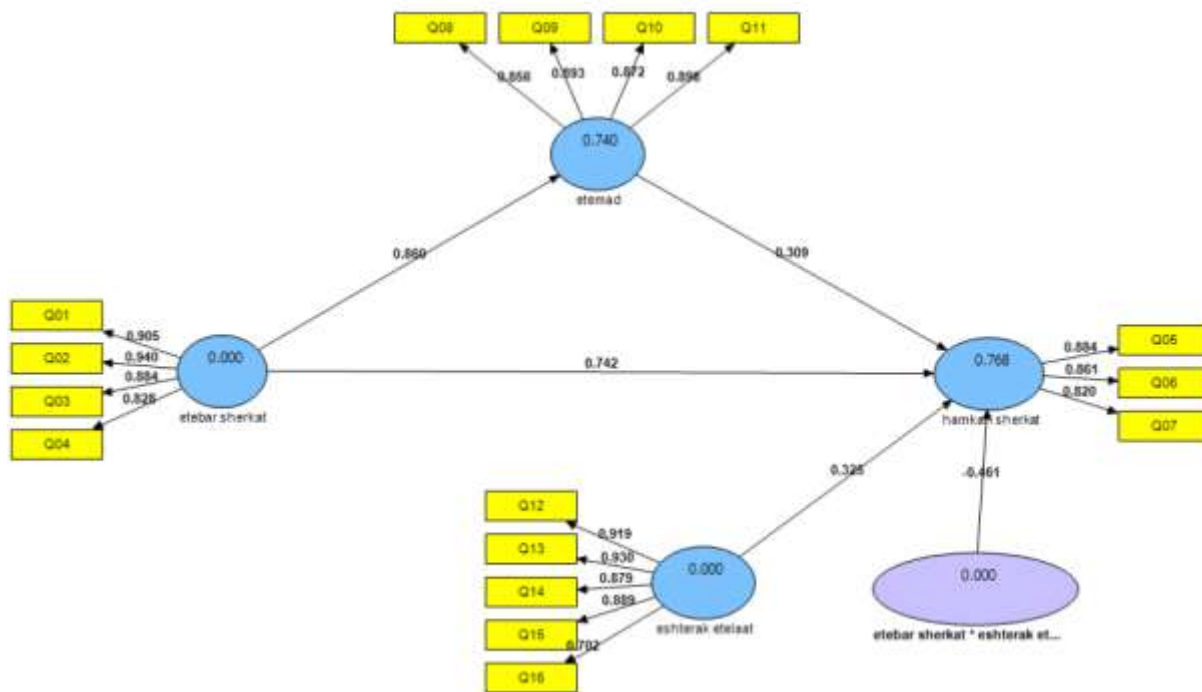 Q08
Q09
Q10
Q11
0.856
0.893
0.872
0.898
0.740
etemad
0.860
0.309
Q01
Q02
Q03
Q04
0.905
0.940
0.884
0.828
0.000
etebar sherkat
0.742
0.768
hamkari sherkat
Q05
Q06
Q07
0.884
0.861
0.820
0.325
-0.461
Q12
Q13
Q14
Q15
Q16
0.919
0.930
0.879
0.889
0.702
0.000
eshterak etelaat
0.000
etebar sherkat * eshterak et...